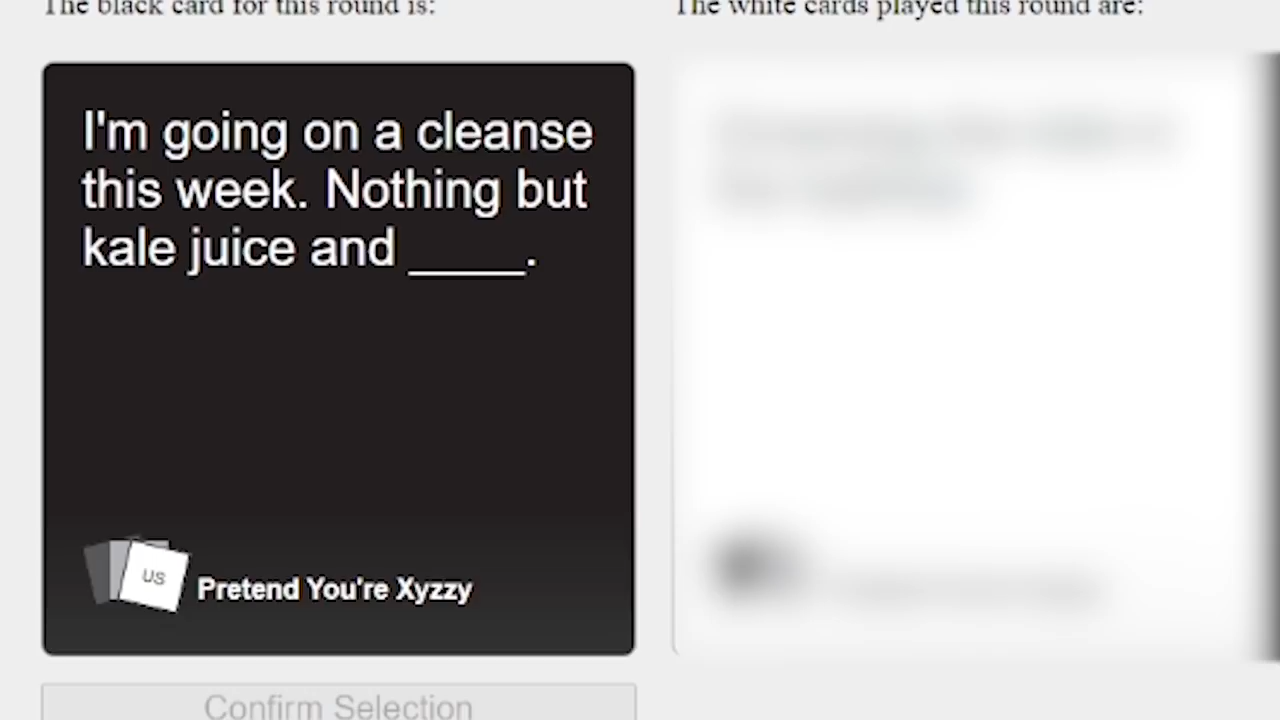 The black card for this round is:
The white cards played this round are:
I'm going on a cleanse
this week. Nothing but
kale juice and _____.
US
Pretend You're Xyzzy
Confirm Selection